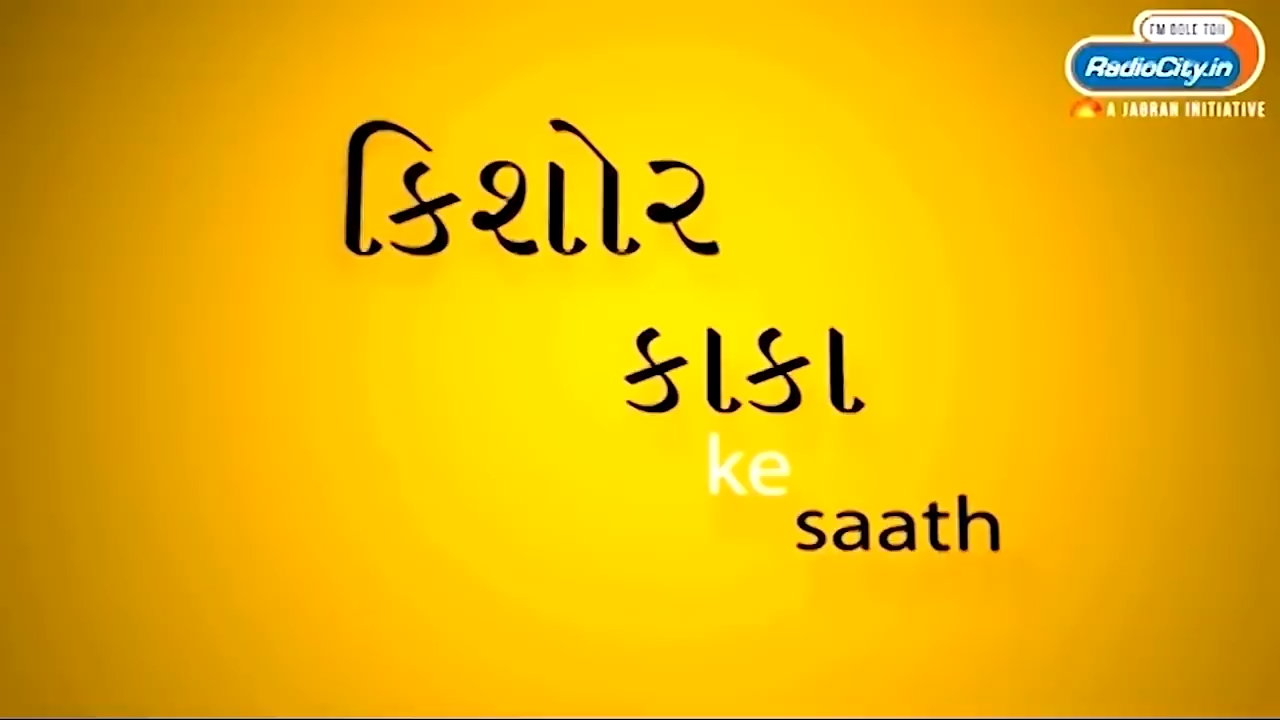 FM BOLE TOH
RadioCity.in
A JAGRAN INITIATIVE
કિશોર
કાકા
ke
saath